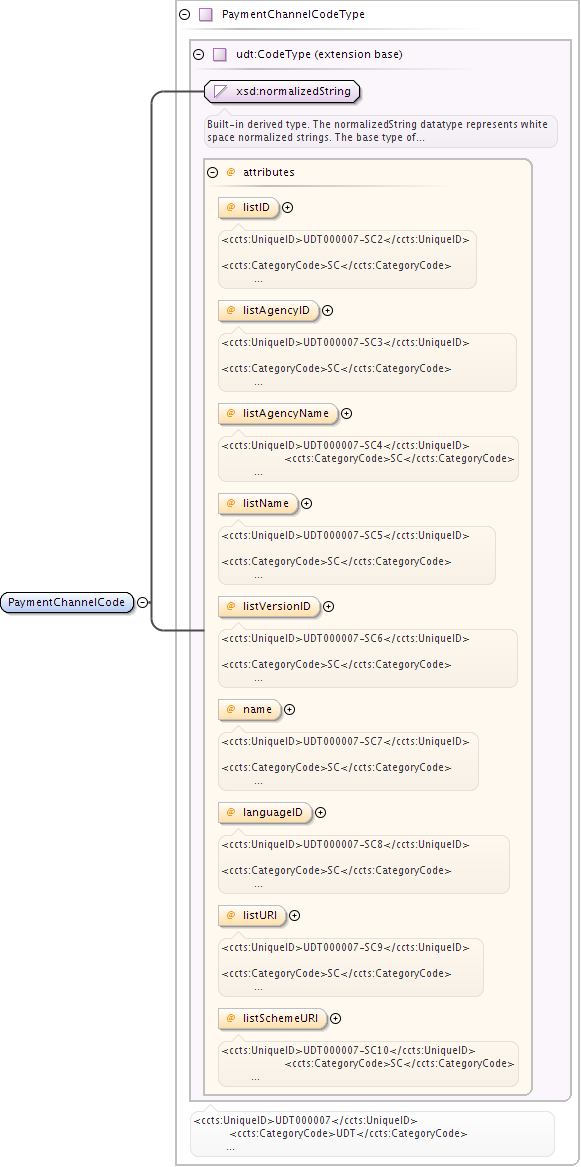 PaymentChannelCodeType
udt:CodeType (extension base)
xsd:normalizedString
Built-in derived type. The normalizedString datatype represents white
space normalized strings. The base type of...
@ attributes
@ listID
<ccts:UniqueID>UDT000007-SC2</ccts:UniqueID>
<ccts:CategoryCode>SC</ccts:CategoryCode>
...
@ listAgencyID
<ccts:UniqueID>UDT000007-SC3</ccts:UniqueID>
<ccts:CategoryCode>SC</ccts:CategoryCode>
...
@ listAgencyName
<ccts:UniqueID>UDT000007-SC4</ccts:UniqueID>
<ccts:CategoryCode>SC</ccts:CategoryCode>
...
@ listName
<ccts:UniqueID>UDT000007-SC5</ccts:UniqueID>
<ccts:CategoryCode>SC</ccts:CategoryCode>
...
PaymentChannelCode
@ listVersionID
<ccts:UniqueID>UDT000007-SC6</ccts:UniqueID>
<ccts:CategoryCode>SC</ccts:CategoryCode>
...
@ name
<ccts:UniqueID>UDT000007-SC7</ccts:UniqueID>
<ccts:CategoryCode>SC</ccts:CategoryCode>
...
@ languageID
<ccts:UniqueID>UDT000007-SC8</ccts:UniqueID>
<ccts:CategoryCode>SC</ccts:CategoryCode>
...
@ listURI
<ccts:UniqueID>UDT000007-SC9</ccts:UniqueID>
<ccts:CategoryCode>SC</ccts:CategoryCode>
...
@ listSchemeURI
<ccts:UniqueID>UDT000007-SC10</ccts:UniqueID>
<ccts:CategoryCode>SC</ccts:CategoryCode>
...
<ccts:UniqueID>UDT000007</ccts:UniqueID>
<ccts:CategoryCode>UDT</ccts:CategoryCode>
...